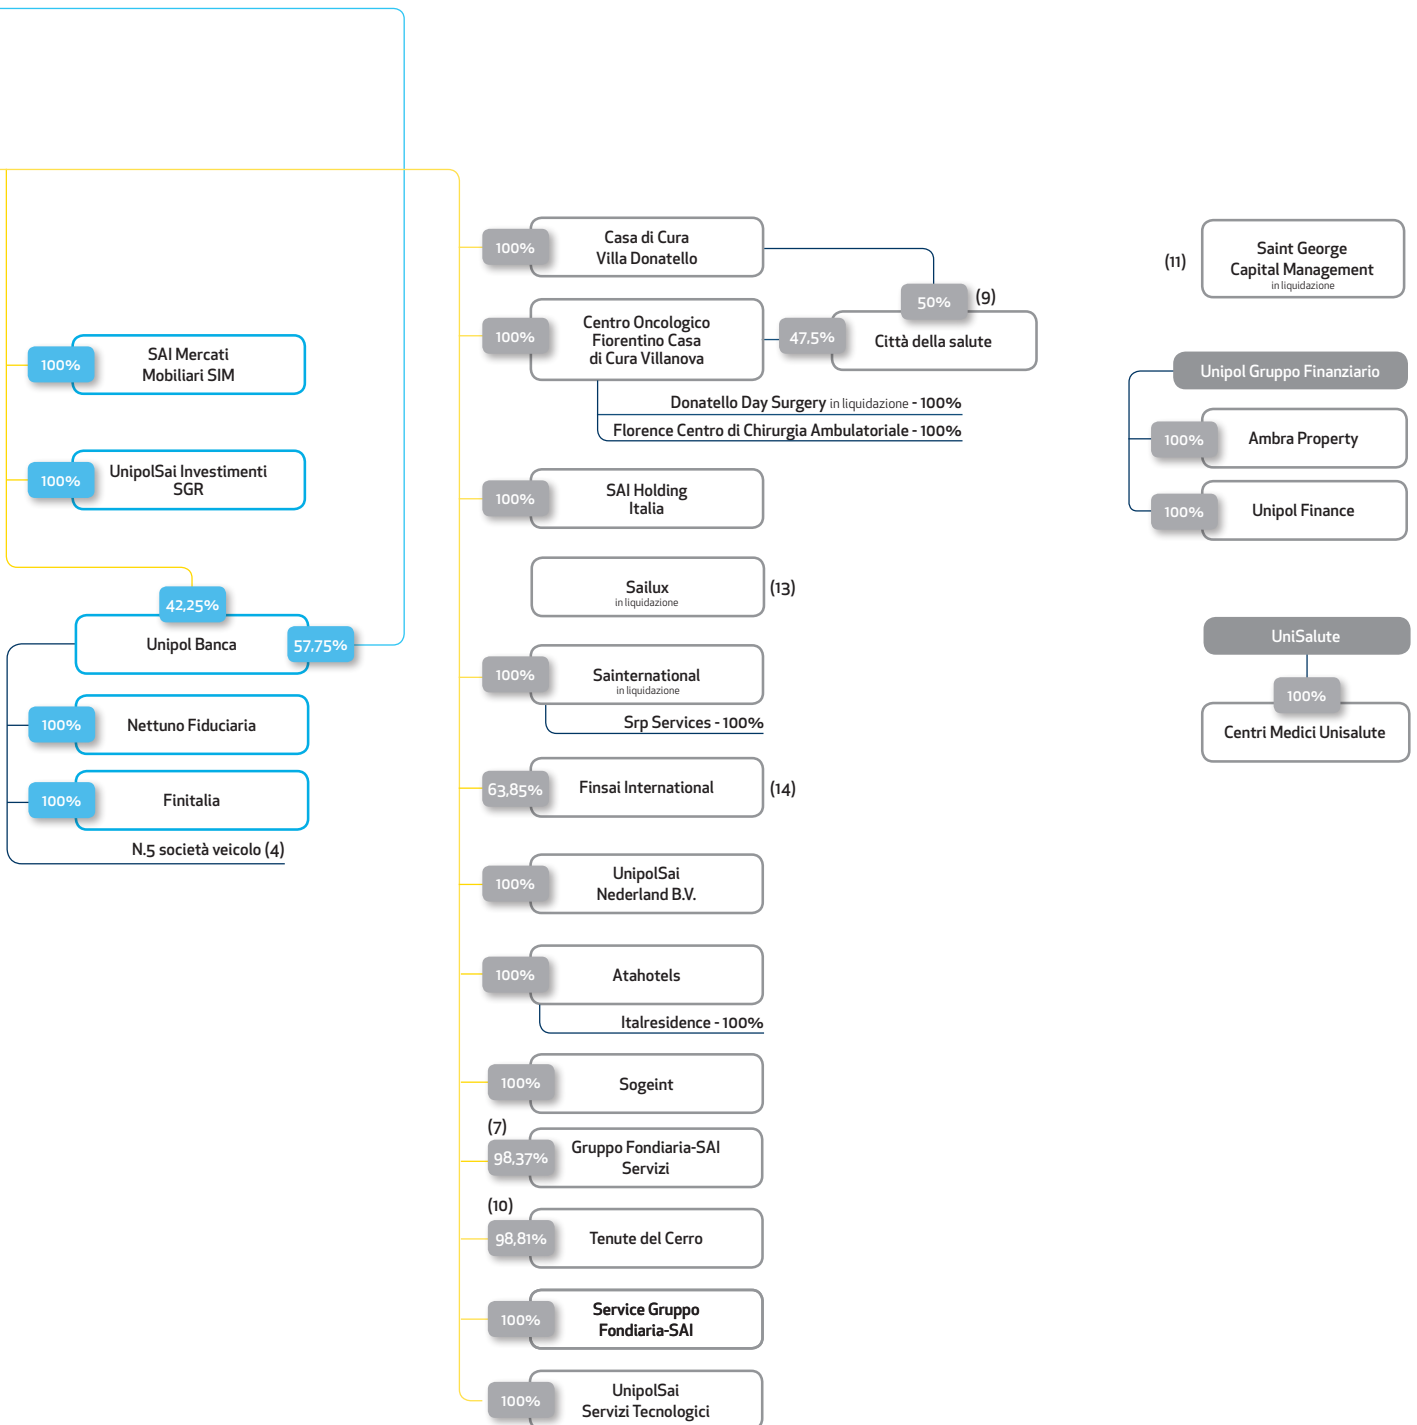 100%
SAI Mercati
Mobiliari SIM
100%
UnipolSai Investimenti
SGR
42,25%
Unipol Banca
57,75%
100%
Nettuno Fiduciaria
100%
Finitalia
N.5 società veicolo (4)
100%
Casa di Cura
Villa Donatello
50%
(9)
100%
Centro Oncologico
Fiorentino Casa
di Cura Villanova
47,5%
Città della salute
Donatello Day Surgery in liquidazione - 100%
Florence Centro di Chirurgia Ambulatoriale - 100%
100%
SAI Holding
Italia
Sailux
in liquidazione
(13)
100%
Sainternational
in liquidazione
Srp Services - 100%
63,85%
Finsai International
(14)
100%
UnipolSai
Nederland B.V.
100%
Atahotels
Italresidence - 100%
100%
Sogeint
(7)
98,37%
Gruppo Fondiaria-SAI
Servizi
(10)
98,81%
Tenute del Cerro
100%
Service Gruppo
Fondiaria-SAI
100%
UnipolSai
Servizi Tecnologici
(11)
Saint George
Capital Management
in liquidazione
Unipol Gruppo Finanziario
100%
Ambra Property
100%
Unipol Finance
UniSalute
100%
Centri Medici Unisalute